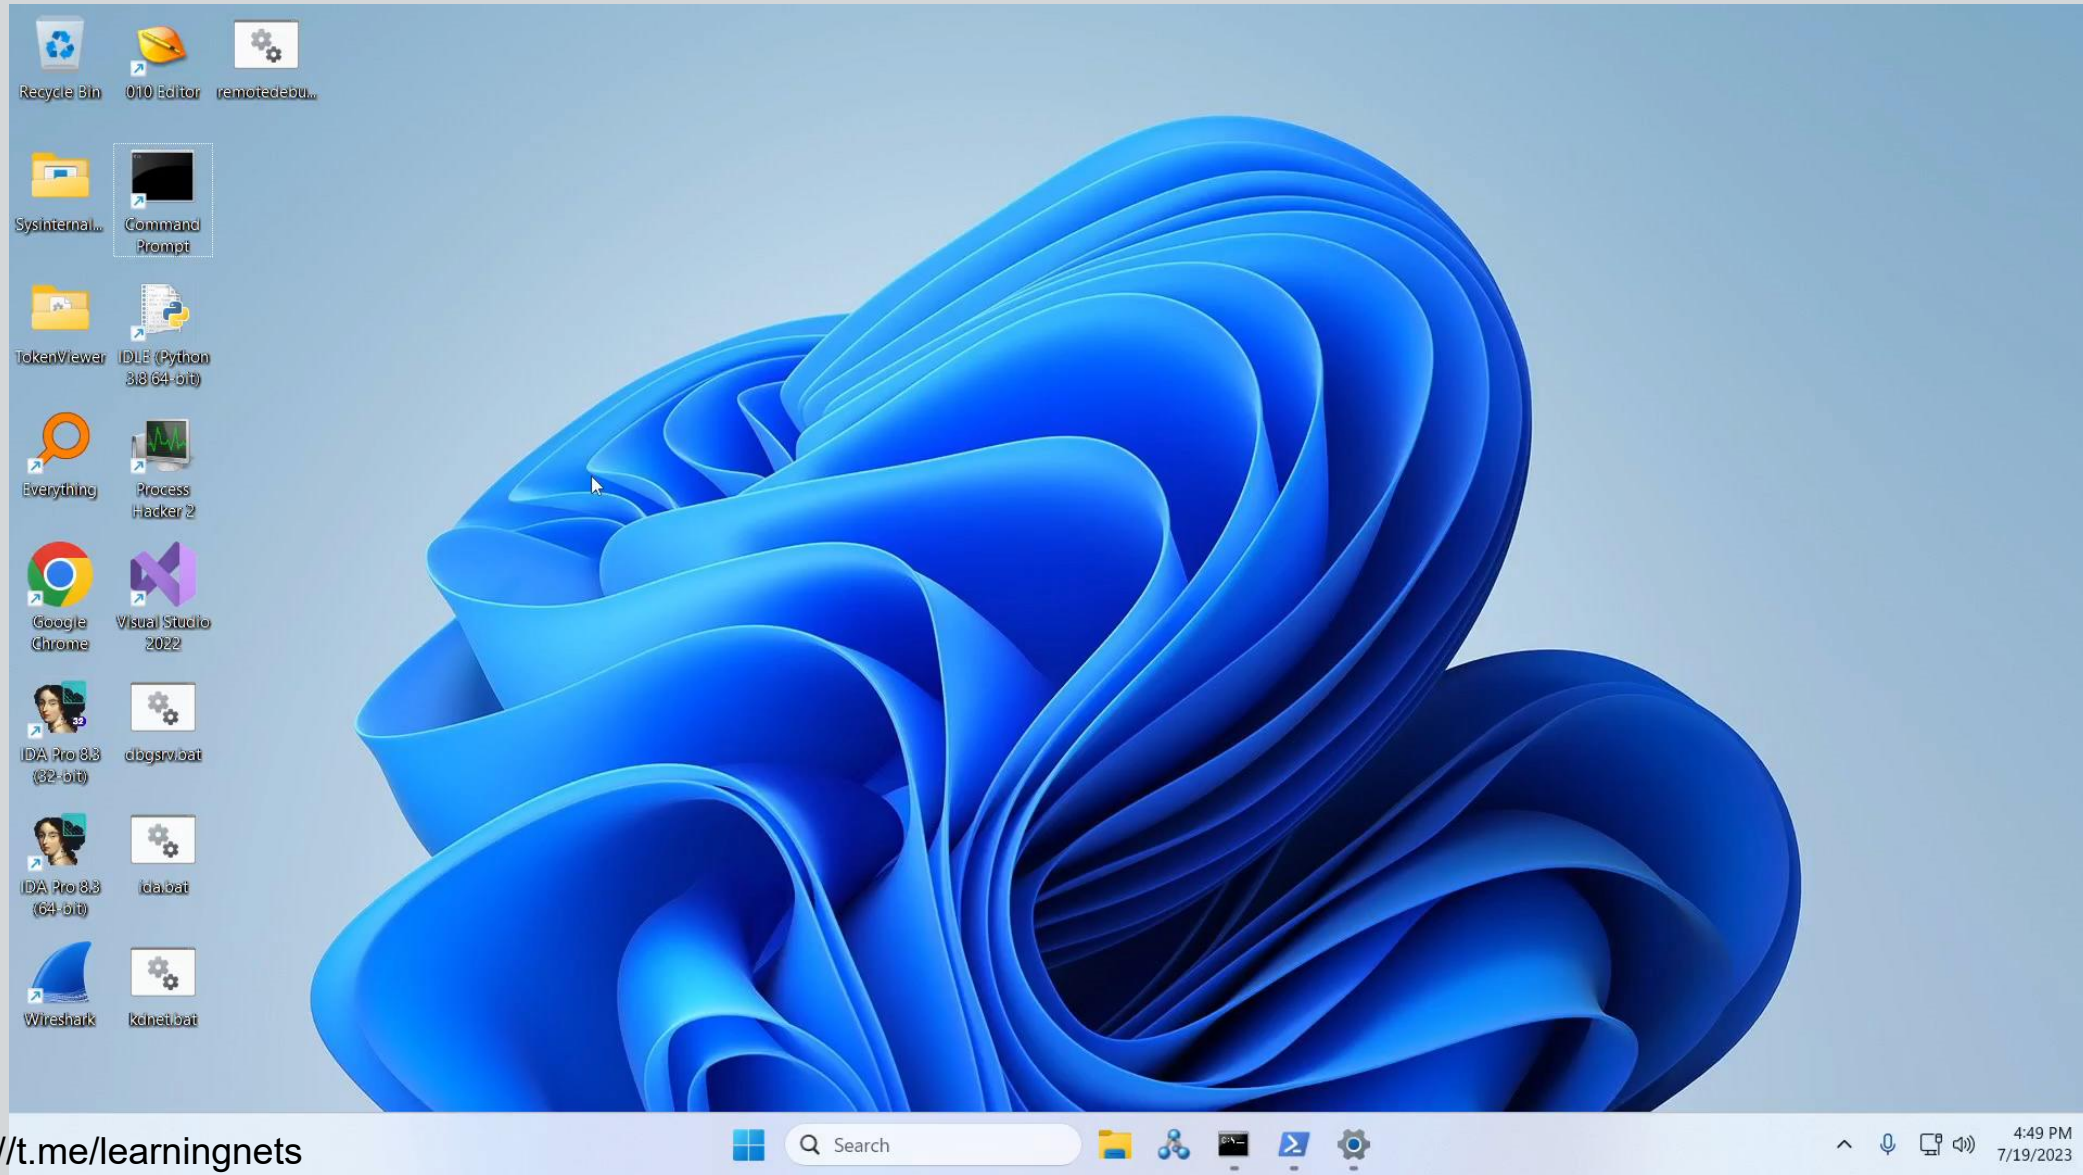 Recycle Bin
010 Editor
remotedebu...
Sysinternal...
Command
Prompt
TokenViewer
IDLE (Python
3.8 64-bit)
Everything
Process
Hacker 2
Google
Chrome
Visual Studio
2022
32
IDA Pro 8.3
(32-bit)
dbgsrv.bat
IDA Pro 8.3
(64-bit)
ida.bat
Wireshark
kdnet.bat
//t.me/learningnets
Search
4:49 PM
7/19/2023